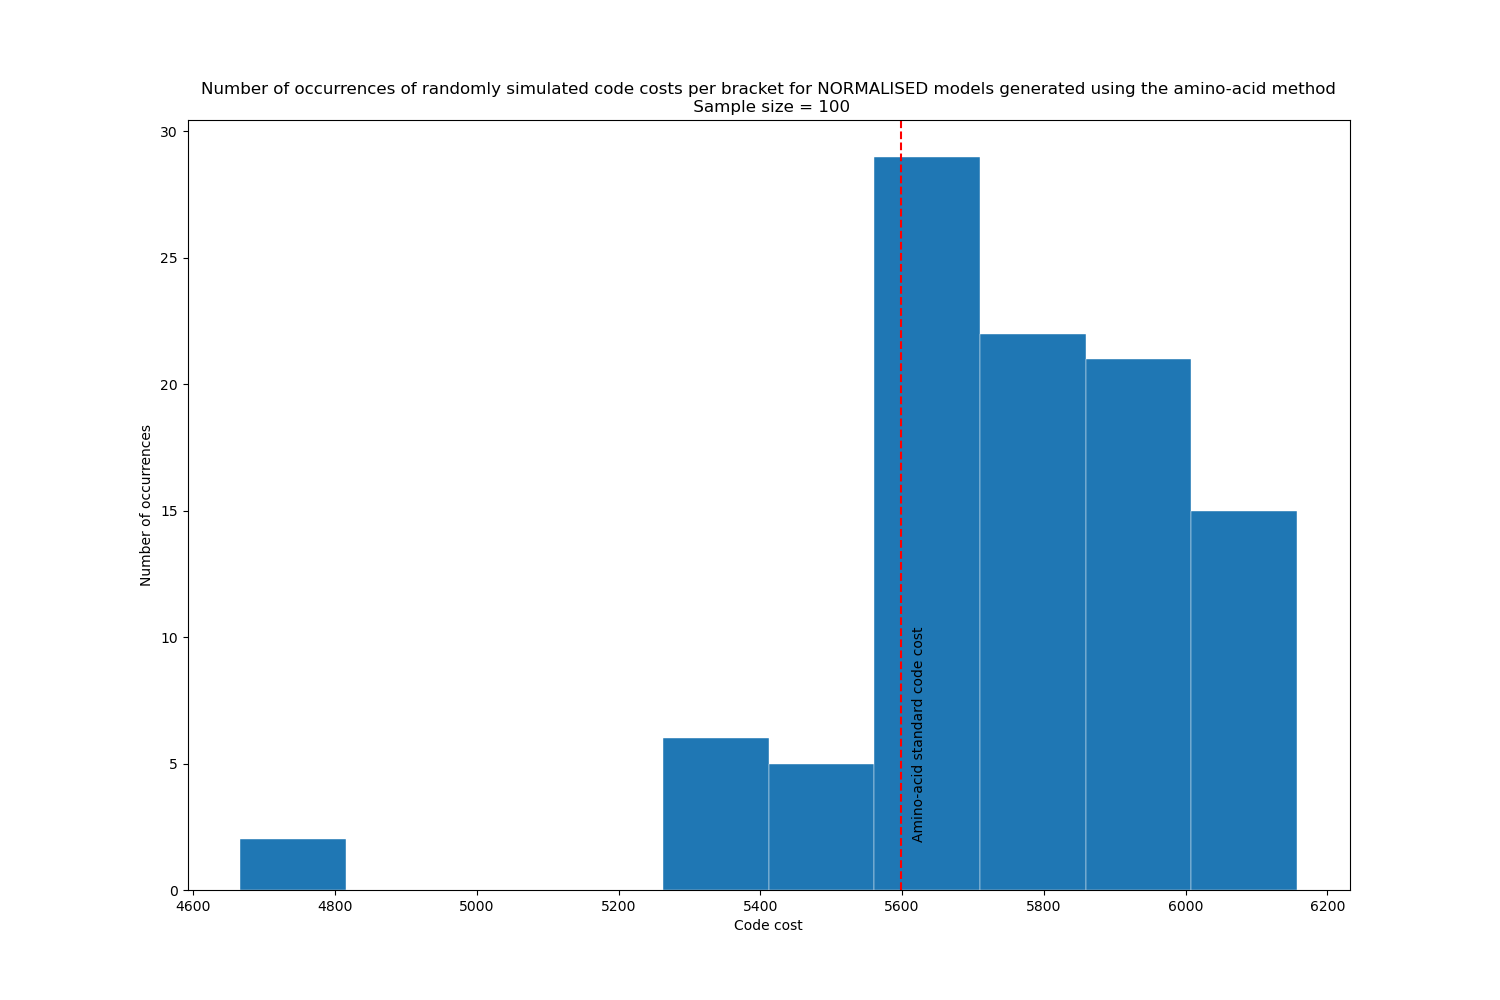 Number of occurrences of randomly simulated code costs per bracket for NORMALISED models generated using the amino-acid method
Sample size = 100
30
25
20
15
10
5
0
Number of occurrences
Amino-acid standard code cost
4600 4800 5000 5200 5400 5600 5800 6000 6200
Code cost